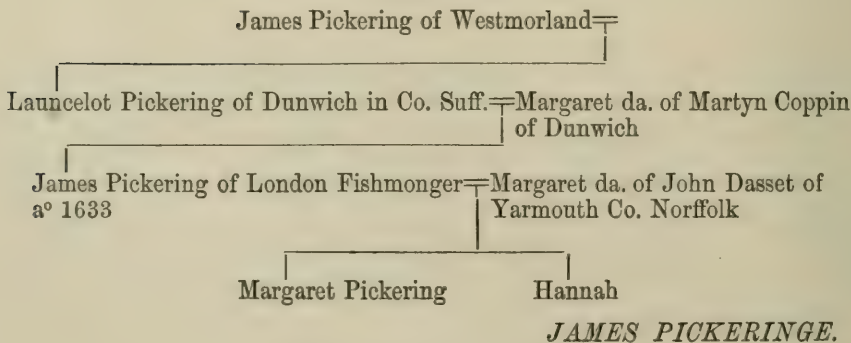 James Pickering of Westmorland
Launcelot Pickering of Dunwich in Co. Suff. Margaret da. of Martyn Coppin
of Dunwich
James Pickering of London Fishmonger Margaret da. of John Dasset of
aº 1633 Yarmouth Co. Norffolk
Margaret Pickering Hannah
JAMES PICKERINGE.